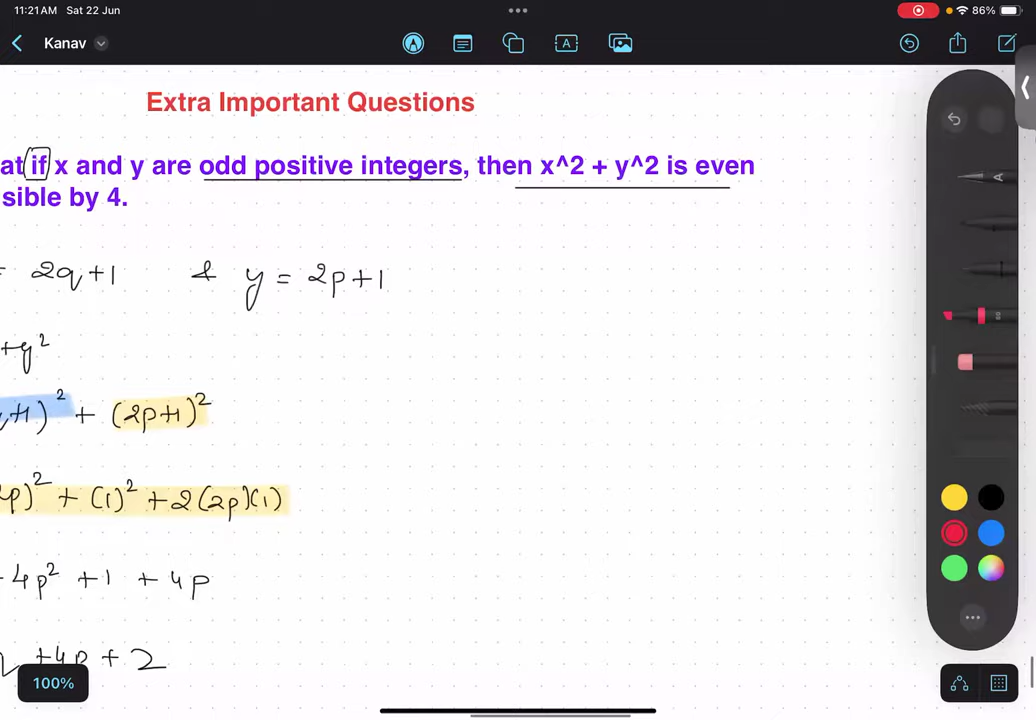 11:21 AM Sat 22 Jun
86%
Kanav
Extra Important Questions
at if x and y are odd positive integers, then x^2 + y^2 is even
sible by 4.
= 2q+1 & y = 2p+1
+y²
+1)² + (2p+1)²
p)² + (1)² + 2(2p)(1)
4p² + 1 + 4p
+4p + 2
100%